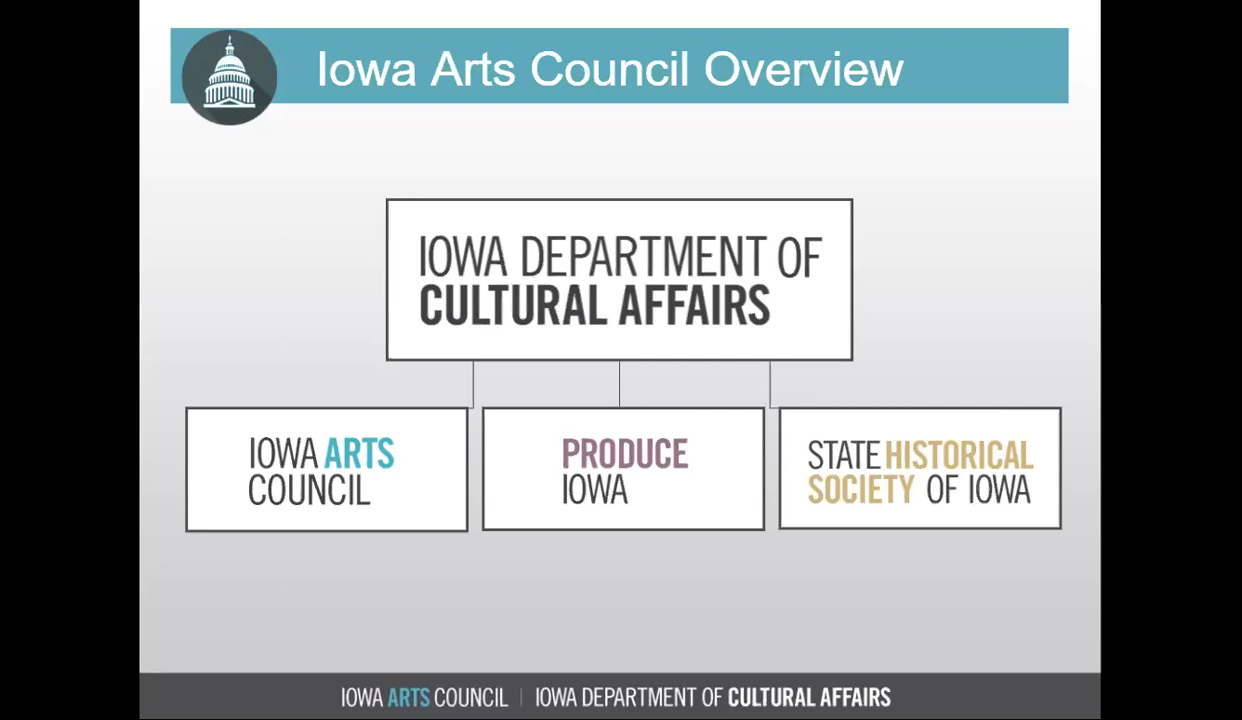 Iowa Arts Council Overview
IOWA DEPARTMENT OF
CULTURAL AFFAIRS
IOWA ARTS
COUNCIL
PRODUCE
IOWA
STATE HISTORICAL
SOCIETY OF IOWA
IOWA ARTS COUNCIL | IOWA DEPARTMENT OF CULTURAL AFFAIRS